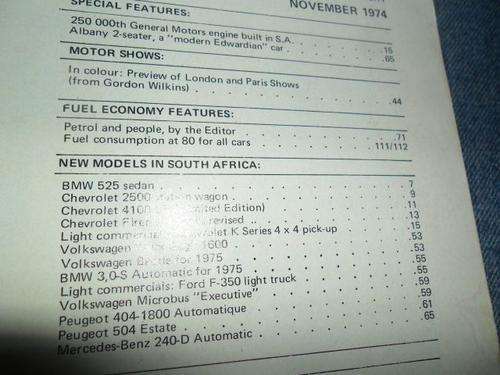 SPECIAL FEATURES:
NOVEMBER 1974
250 000th General Motors engine built in S.A. . . . 15
Albany 2-seater, a "modern Edwardian" car . . . . 65
MOTOR SHOWS:
In colour: Preview of London and Paris Shows
(from Gordon Wilkins) . . . . . . . 44
FUEL ECONOMY FEATURES:
Petrol and people, by the Editor . . . . . . 71
Fuel consumption at 80 for all cars . . . . . 111/112
NEW MODELS IN SOUTH AFRICA:
BMW 525 sedan . . . . . . . . 7
Chevrolet 2500 station wagon . . . . . . 9
Chevrolet 4100 Edition) . . . . . 11
Chevrolet revised . . . . . . 13
Light K Series 4 x 4 pick-up . 15
Volkswagen 1600 . . . . . . 53
Volkswagen Beetle for 1975 . . . . . . 53
BMW 3,0-S Automatic for 1975 . . . . . . 55
Light commercials: Ford F-350 light truck . . . . 55
Volkswagen Microbus "Executive" . . . . . . 59
Peugeot 404-1800 Automatique . . . . . . 59
Peugeot 504 Estate . . . . . . . . 61
Mercedes-Benz 240-D Automatic . . . . . . 65